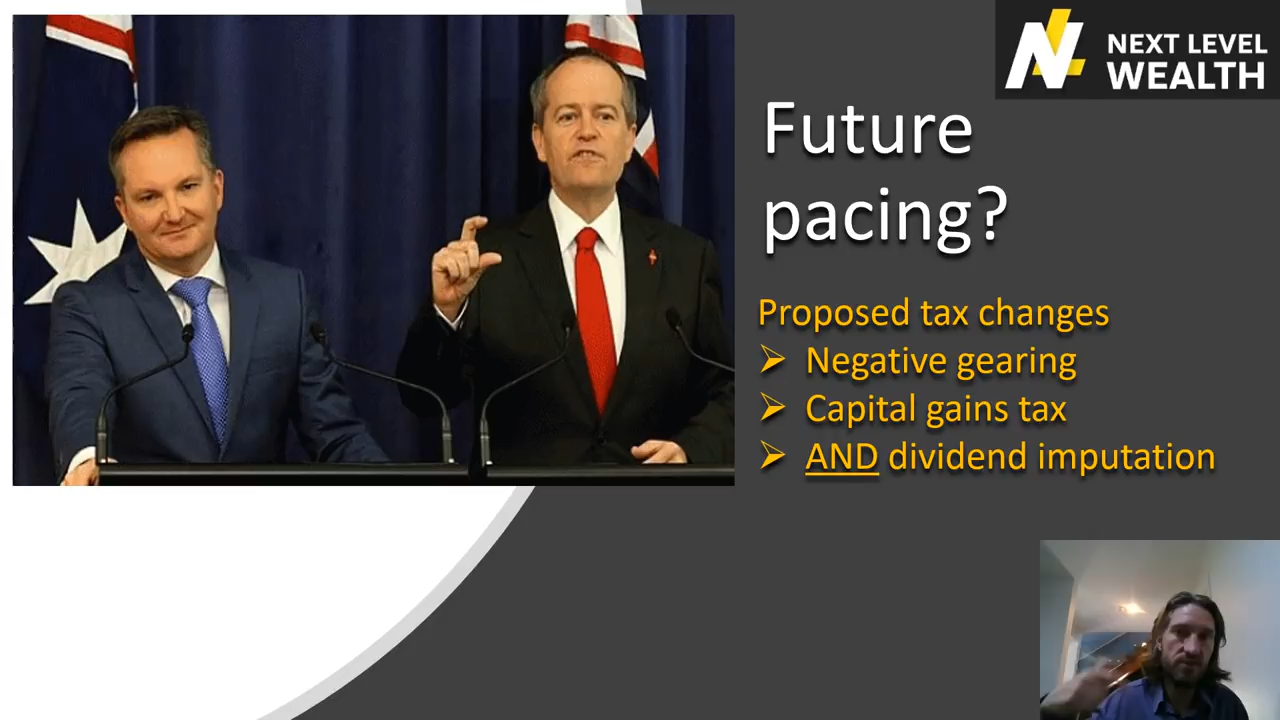 NEXT LEVEL
WEALTH
Future
pacing?
Proposed tax changes
Negative gearing
Capital gains tax
AND dividend imputation